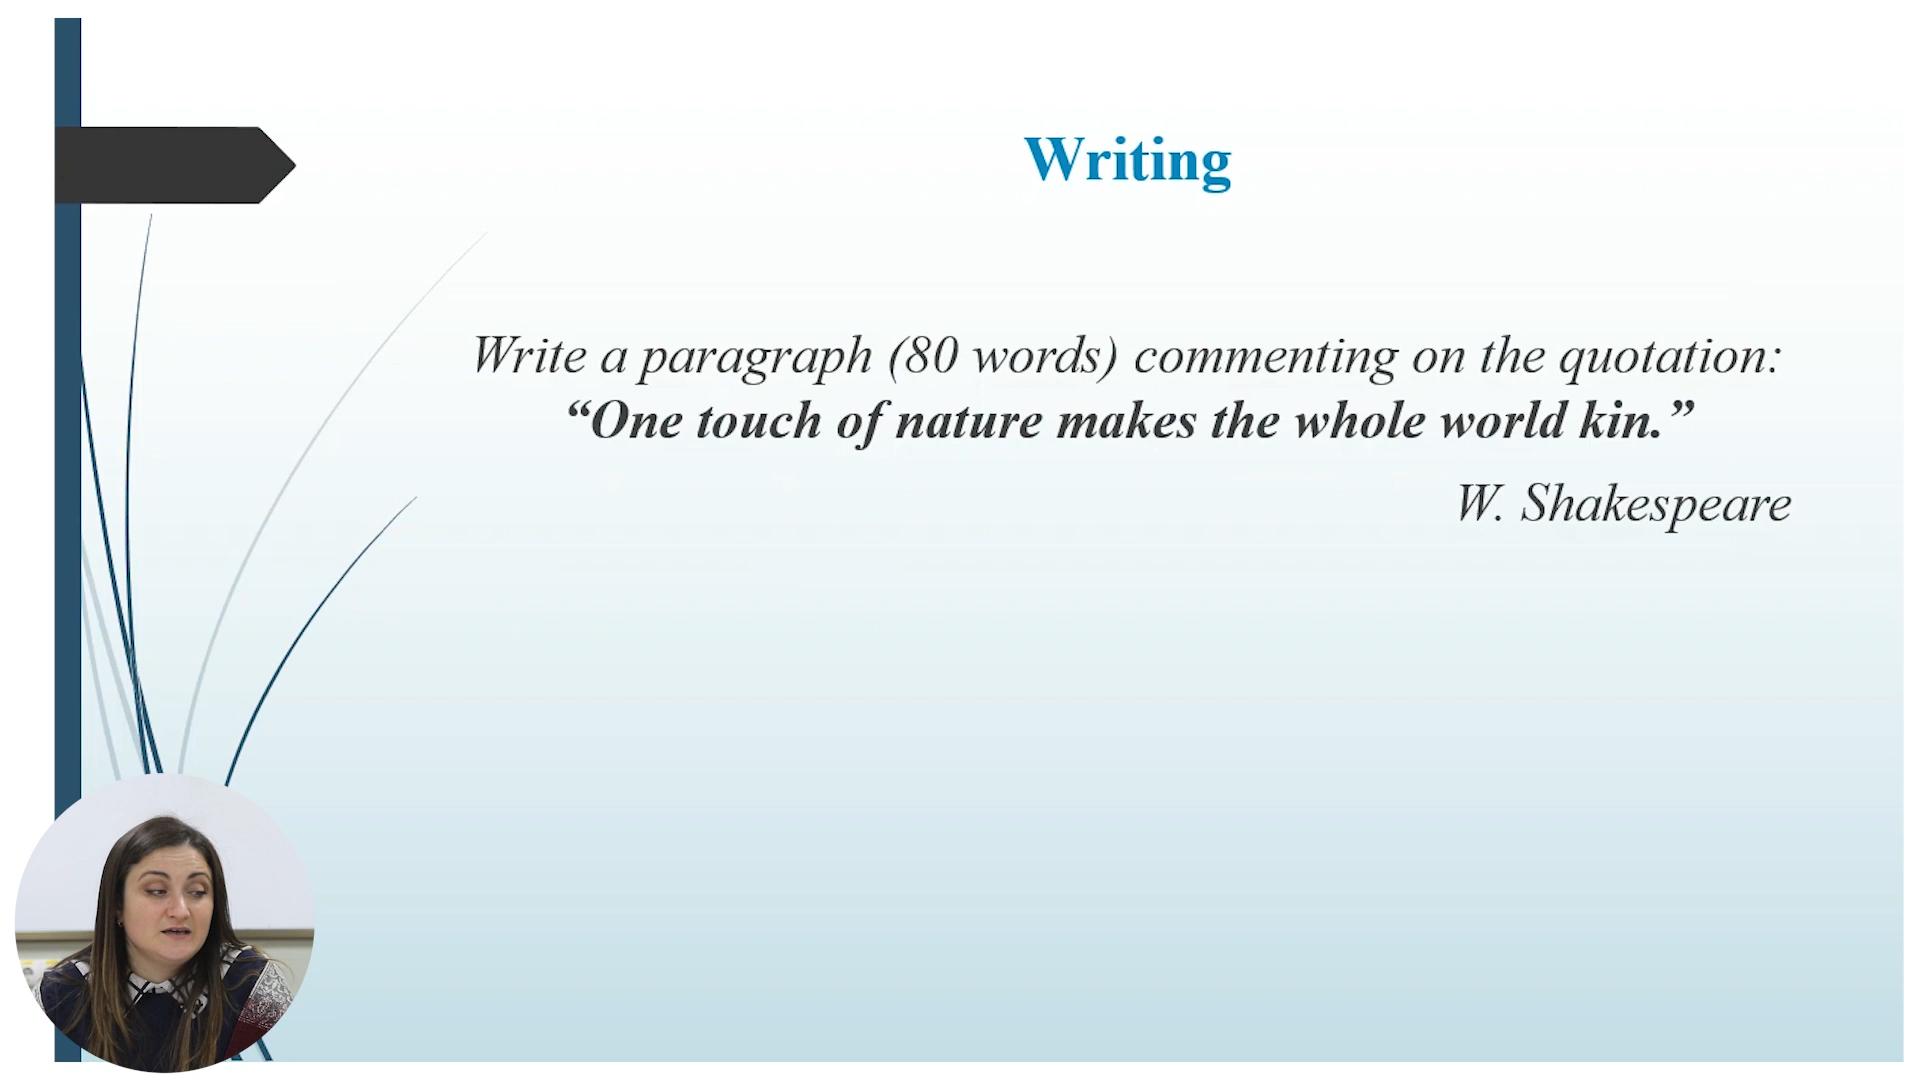 Writing
Write a paragraph (80 words) commenting on the quotation:
“One touch of nature makes the whole world kin.”
W. Shakespeare